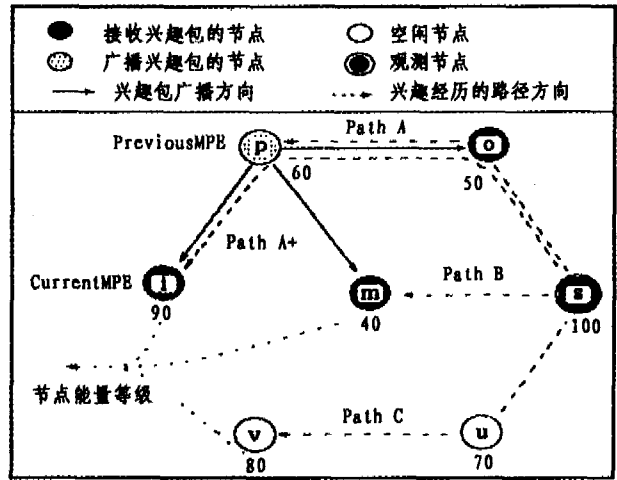 接收兴趣包的节点 空闲节点
广播兴趣包的节点 观测节点
兴趣包广播方向 兴趣经历的路径方向
Path A
PreviousMPE p o
60 50
Path A+
Path B
CurrentMPE l m s
90 40 100
节点能量等级
Path C
v u
80 70